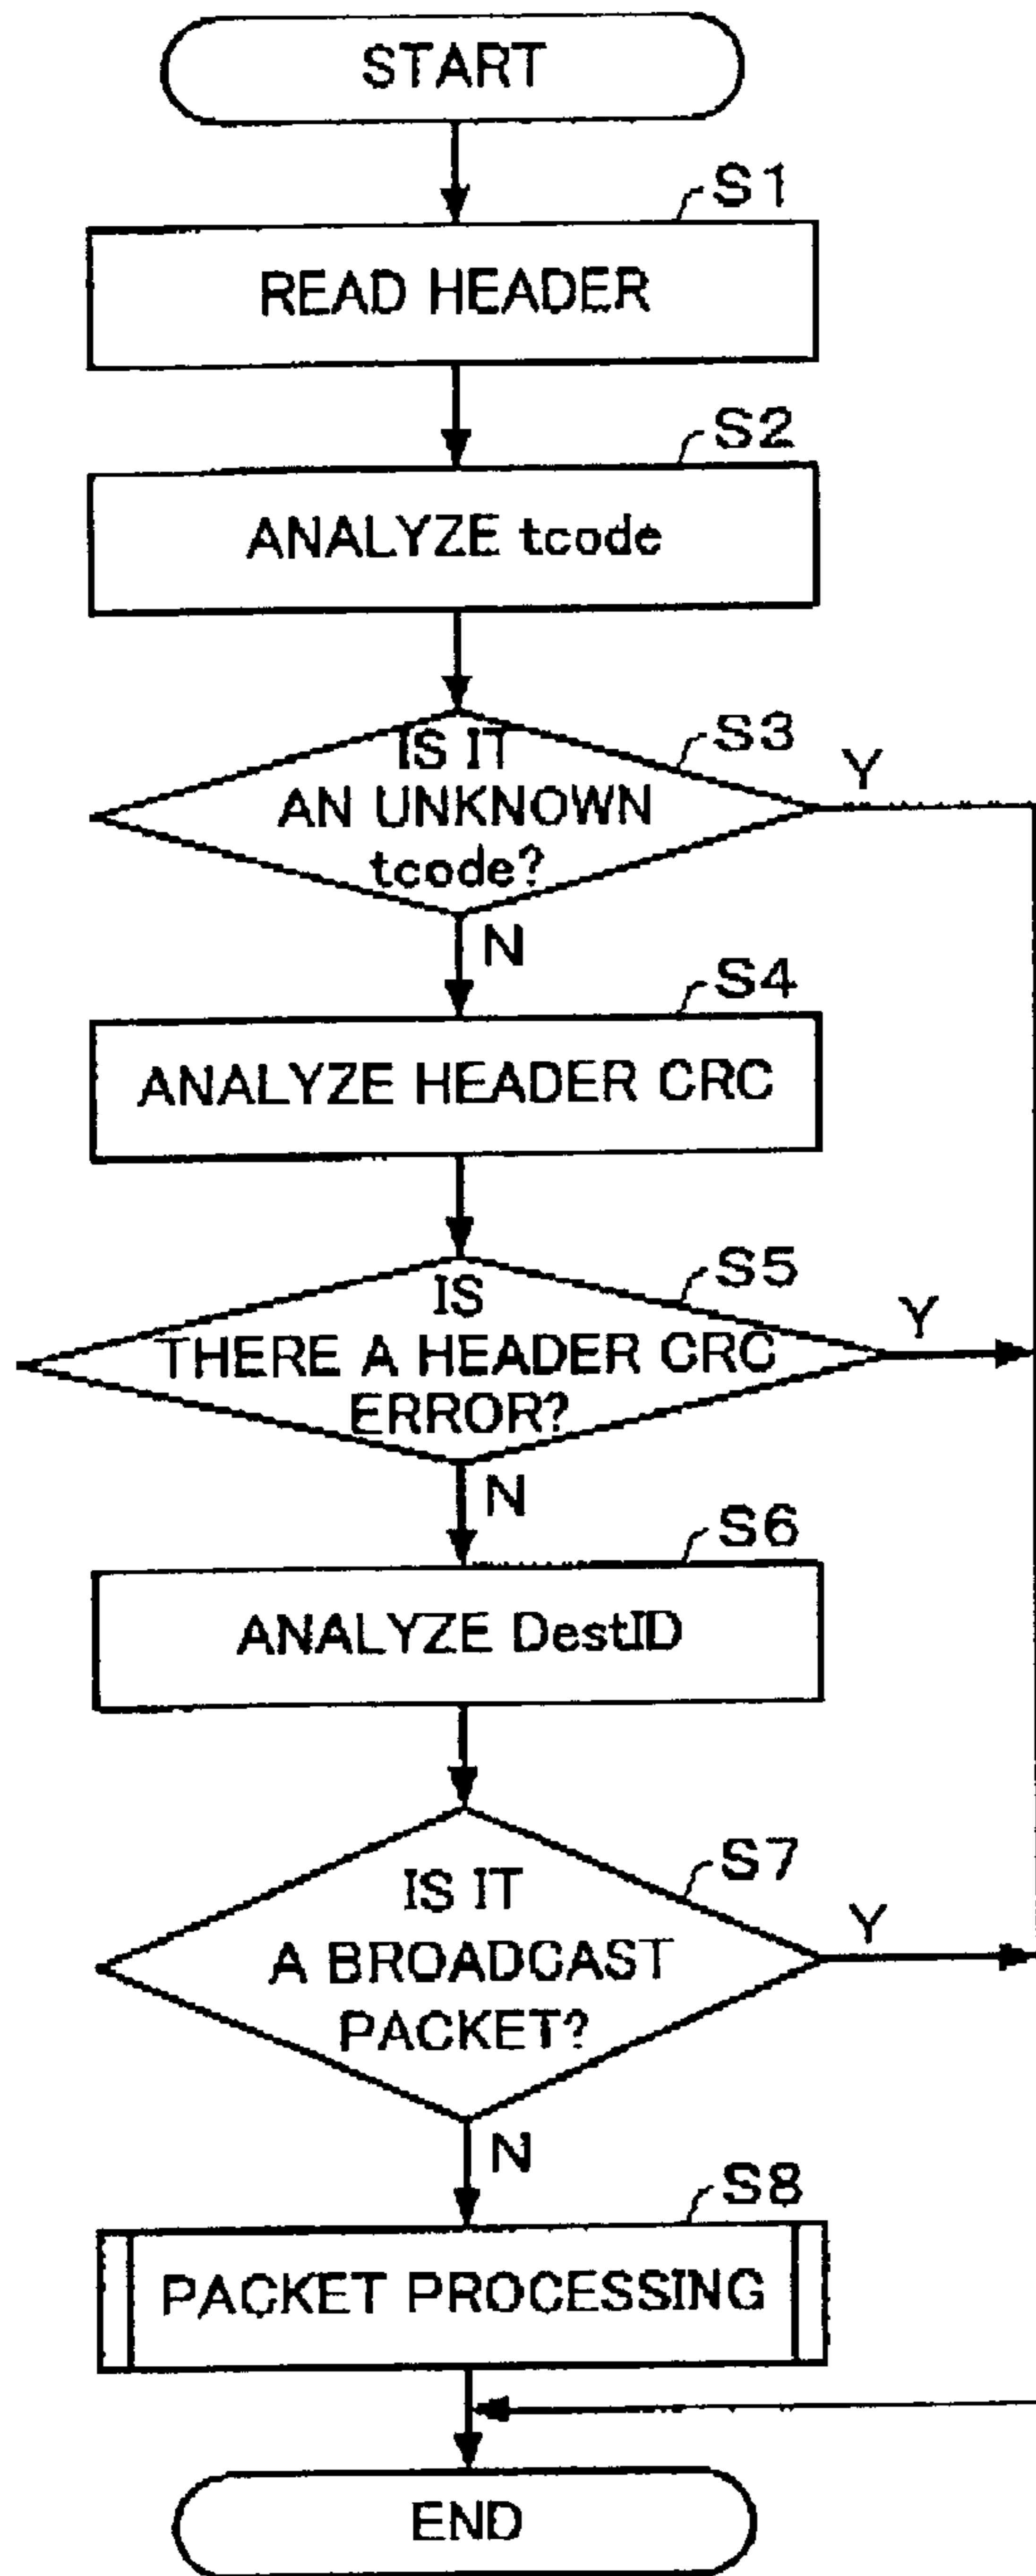 START
S1
READ HEADER
S2
ANALYZE tcode
S3
IS IT
AN UNKNOWN
tcode?
Y
N
S4
ANALYZE HEADER CRC
S5
IS
THERE A HEADER CRC
ERROR?
Y
N
S6
ANALYZE DestID
S7
IS IT
A BROADCAST
PACKET?
Y
N
S8
PACKET PROCESSING
END